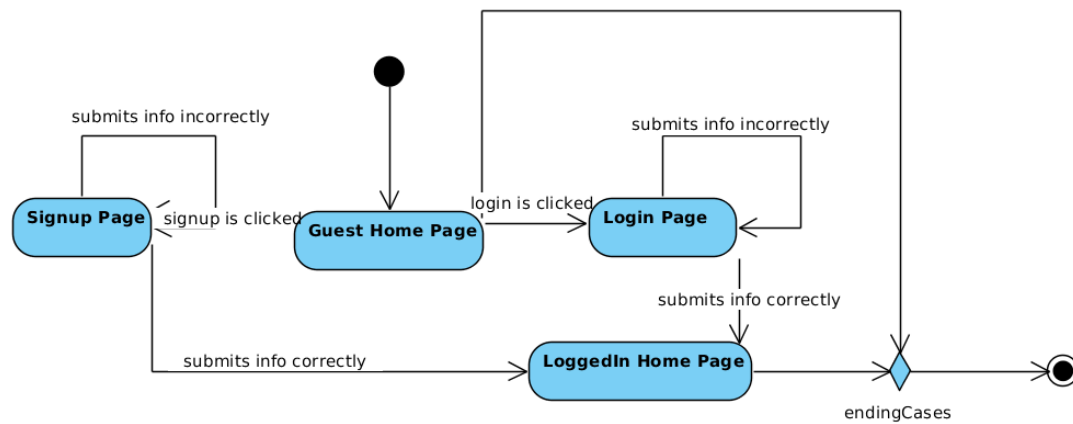 submits info incorrectly
submits info incorrectly
Signup Page
signup is clicked
Guest Home Page
login is clicked
Login Page
submits info correctly
submits info correctly
LoggedIn Home Page
endingCases